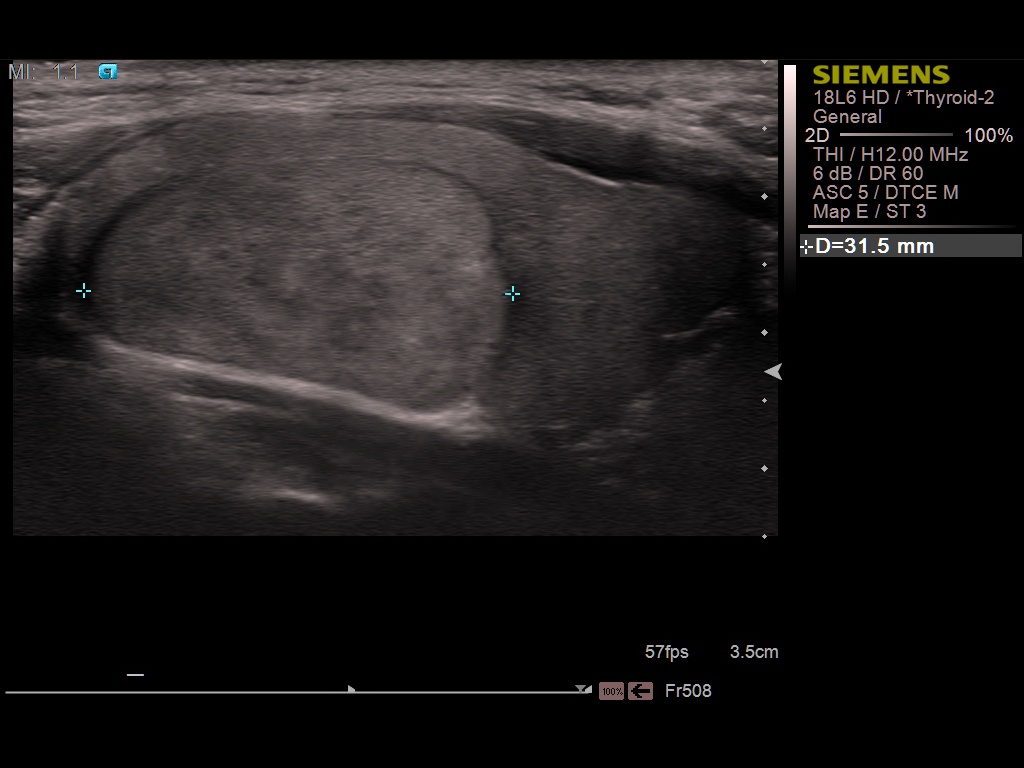 MI: 1.1
SIEMENS
18L6 HD / *Thyroid-2
General
2D 100%
THI / H12.00 MHz
6 dB / DR 60
ASC 5 / DTCE M
Map E / ST 3
D=31.5 mm
57fps 3.5cm
100% Fr508